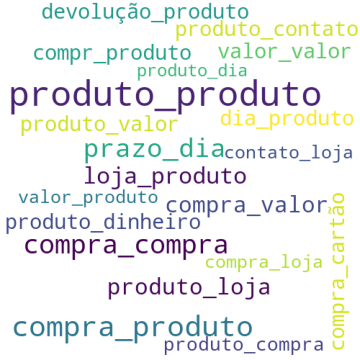 devolução_produto
produto_contato
compr_produto
valor_valor
produto_dia
produto_produto
produto_valor
dia_produto
prazo_dia
contato_loja
loja_produto
valor_produto
compra_valor
produto_dinheiro
compra_compra
compra_loja
produto_loja
compra_cartão
compra_produto
produto_compra